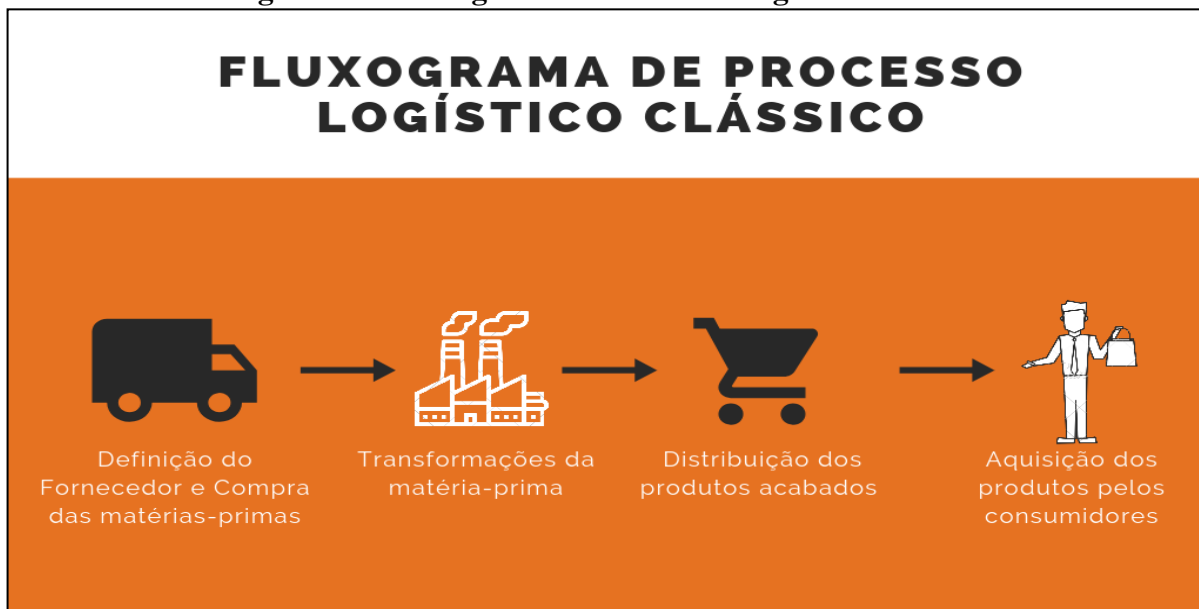 FLUXOGRAMA DE PROCESSO
LOGÍSTICO CLÁSSICO
Definição do
Fornecedor e Compra
das matérias-primas
Transformações da
matéria-prima
Distribuição dos
produtos acabados
Aquisição dos
produtos pelos
consumidores